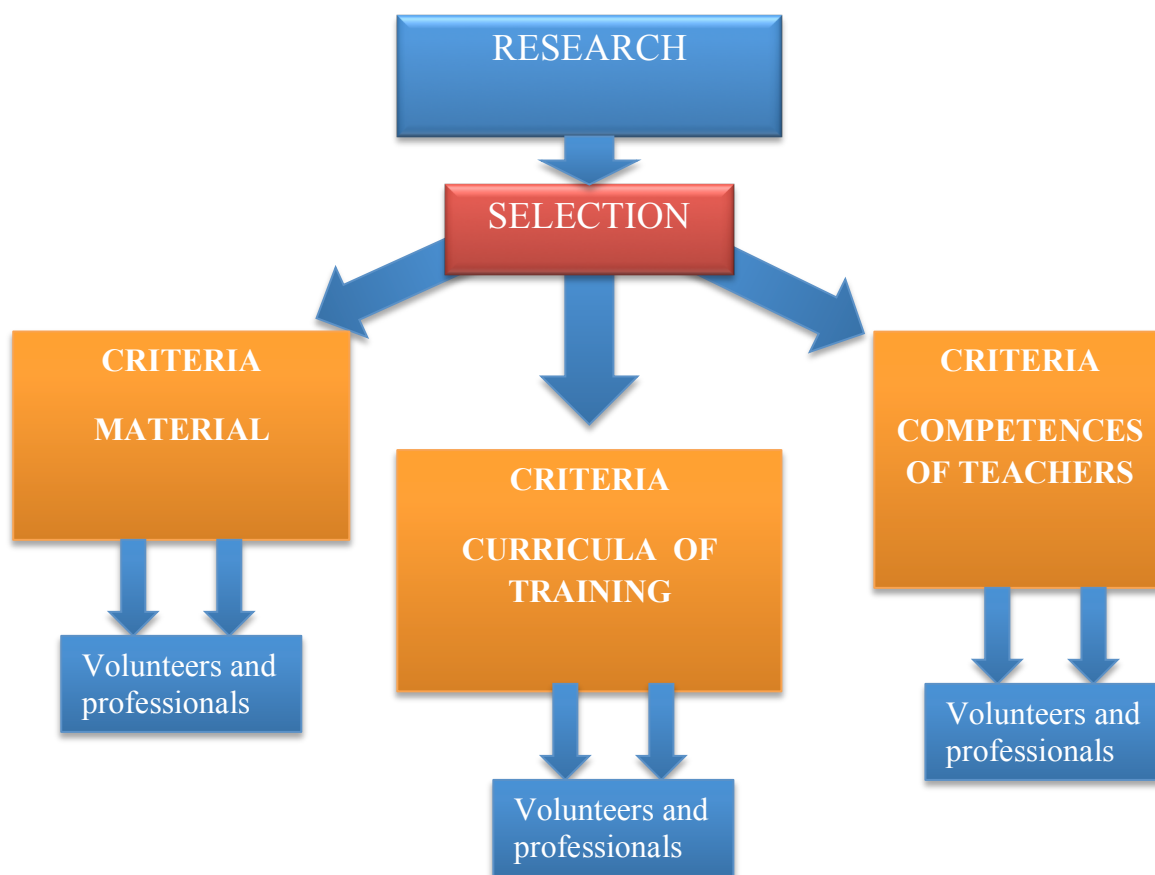 RESEARCH
SELECTION
CRITERIA
MATERIAL
Volunteers and
professionals
CRITERIA
CURRICULA OF
TRAINING
Volunteers and
professionals
CRITERIA
COMPETENCES
OF TEACHERS
Volunteers and
professionals